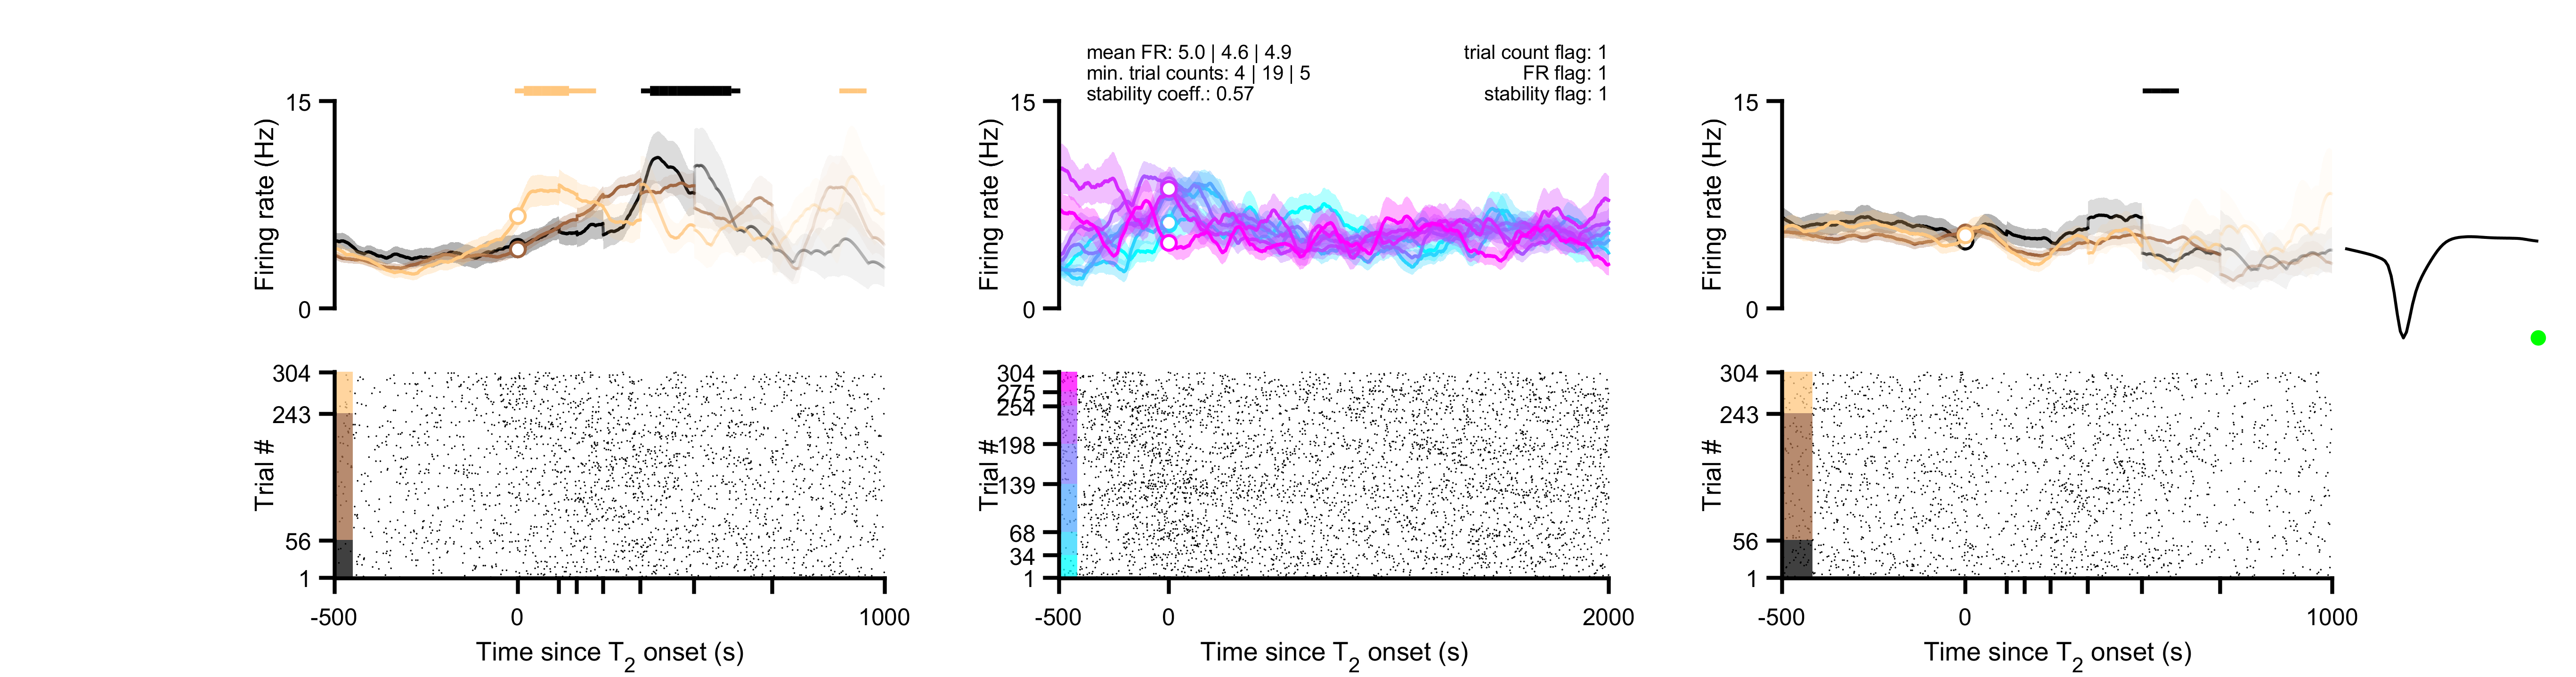 mean FR: 5.0 | 4.6 | 4.9
min. trial counts: 4 | 19 | 5
stability coeff.: 0.57
trial count flag: 1
FR flag: 1
stability flag: 1
15
0
Firing rate (Hz)
304
243
56
1
Trial #
-500
0
1000
Time since T2 onset (s)
15
0
Firing rate (Hz)
304
275
254
198
139
68
34
1
Trial #
-500
0
2000
Time since T2 onset (s)
15
0
Firing rate (Hz)
304
243
56
1
Trial #
-500
0
1000
Time since T2 onset (s)